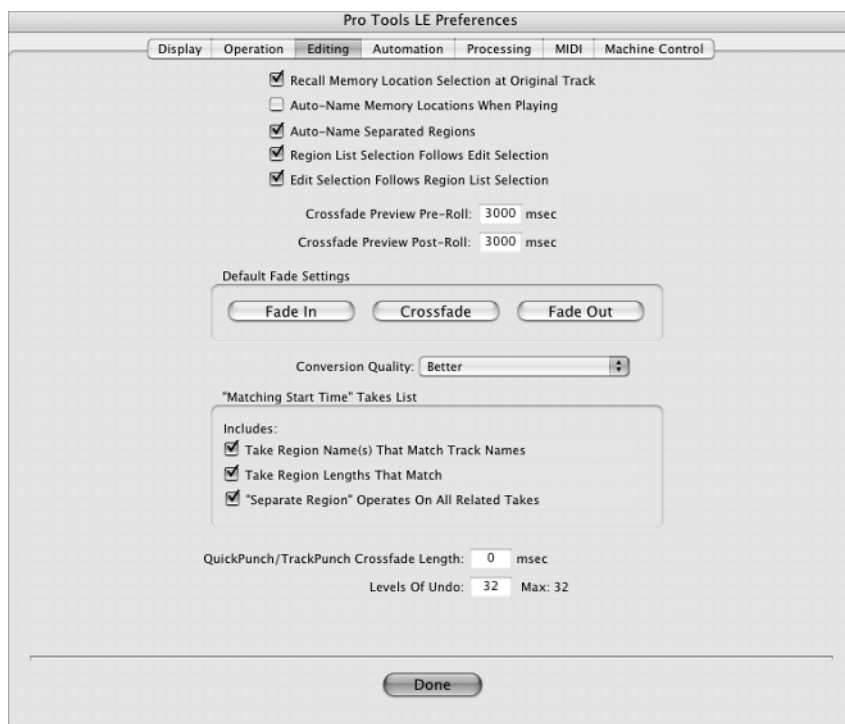 Pro Tools LE Preferences
Display Operation Editing Automation Processing MIDI Machine Control
Recall Memory Location Selection at Original Track
Auto-Name Memory Locations When Playing
Auto-Name Separated Regions
Region List Selection Follows Edit Selection
Edit Selection Follows Region List Selection
Crossfade Preview Pre-Roll: 3000 msec
Crossfade Preview Post-Roll: 3000 msec
Default Fade Settings
Fade In Crossfade Fade Out
Conversion Quality: Better
"Matching Start Time" Takes List
Includes:
Take Region Name(s) That Match Track Names
Take Region Lengths That Match
"Separate Region" Operates On All Related Takes
QuickPunch/TrackPunch Crossfade Length: 0 msec
Levels Of Undo: 32 Max: 32
Done